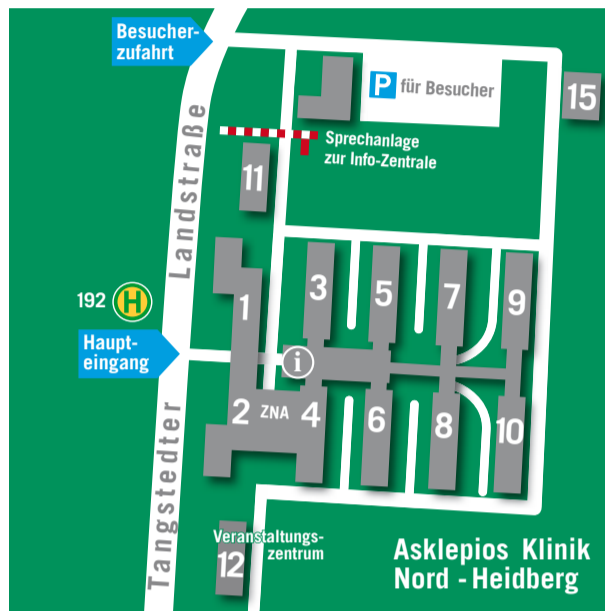 Besucher-
zufahrt
P für Besucher
15
Sprechanlage
zur Info-Zentrale
11
Tangstedter Landstraße
192 H
3
5
7
9
1
Haupt-
eingang
i
2 ZNA 4
6
8
10
Veranstaltungs-
zentrum
12
Asklepios Klinik
Nord - Heidberg